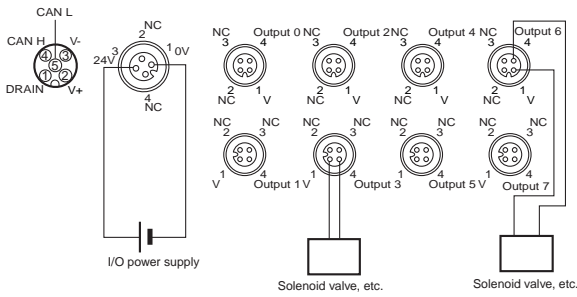 CAN L
CAN H
V-
4
3
5
1
2
DRAIN
V+
NC
2
3
1
24V
0V
4
NC
I/O power supply
NC
3
Output 0
4
2
NC
1
V
NC
3
Output 2
4
2
NC
1
V
NC
3
Output 4
4
2
NC
1
V
NC
3
Output 6
4
2
NC
1
V
NC
2
NC
3
1
V
4
Output 1
NC
2
NC
3
1
V
4
Output 3
NC
2
NC
3
1
4
Output 5
NC
2
NC
3
1
V
4
Output 7
Solenoid valve, etc.
Solenoid valve, etc.